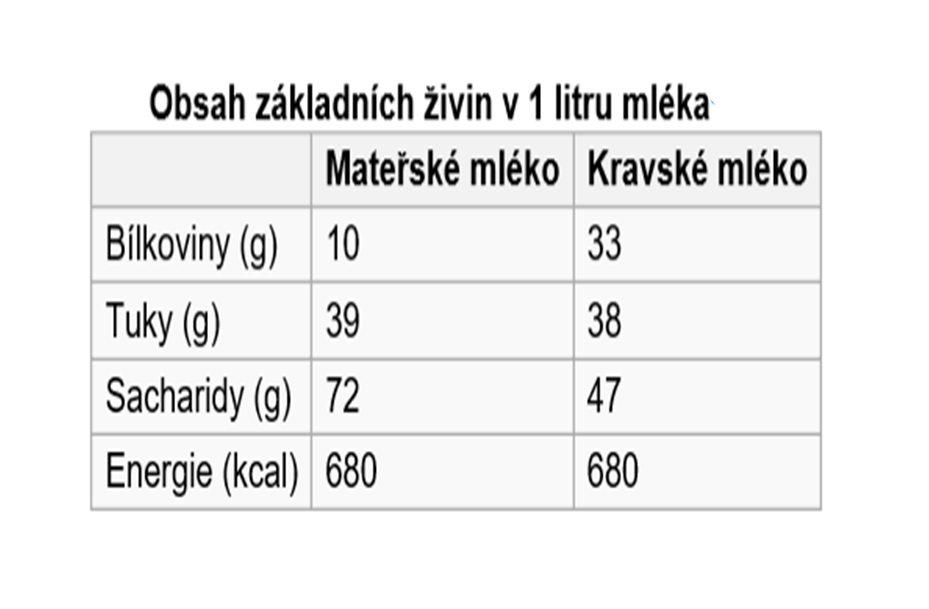 Obsah základních živin v 1 litru mléka
Mateřské mléko Kravské mléko
Bílkoviny (g) 10 33
Tuky (g) 39 38
Sacharidy (g) 72 47
Energie (kcal) 680 680